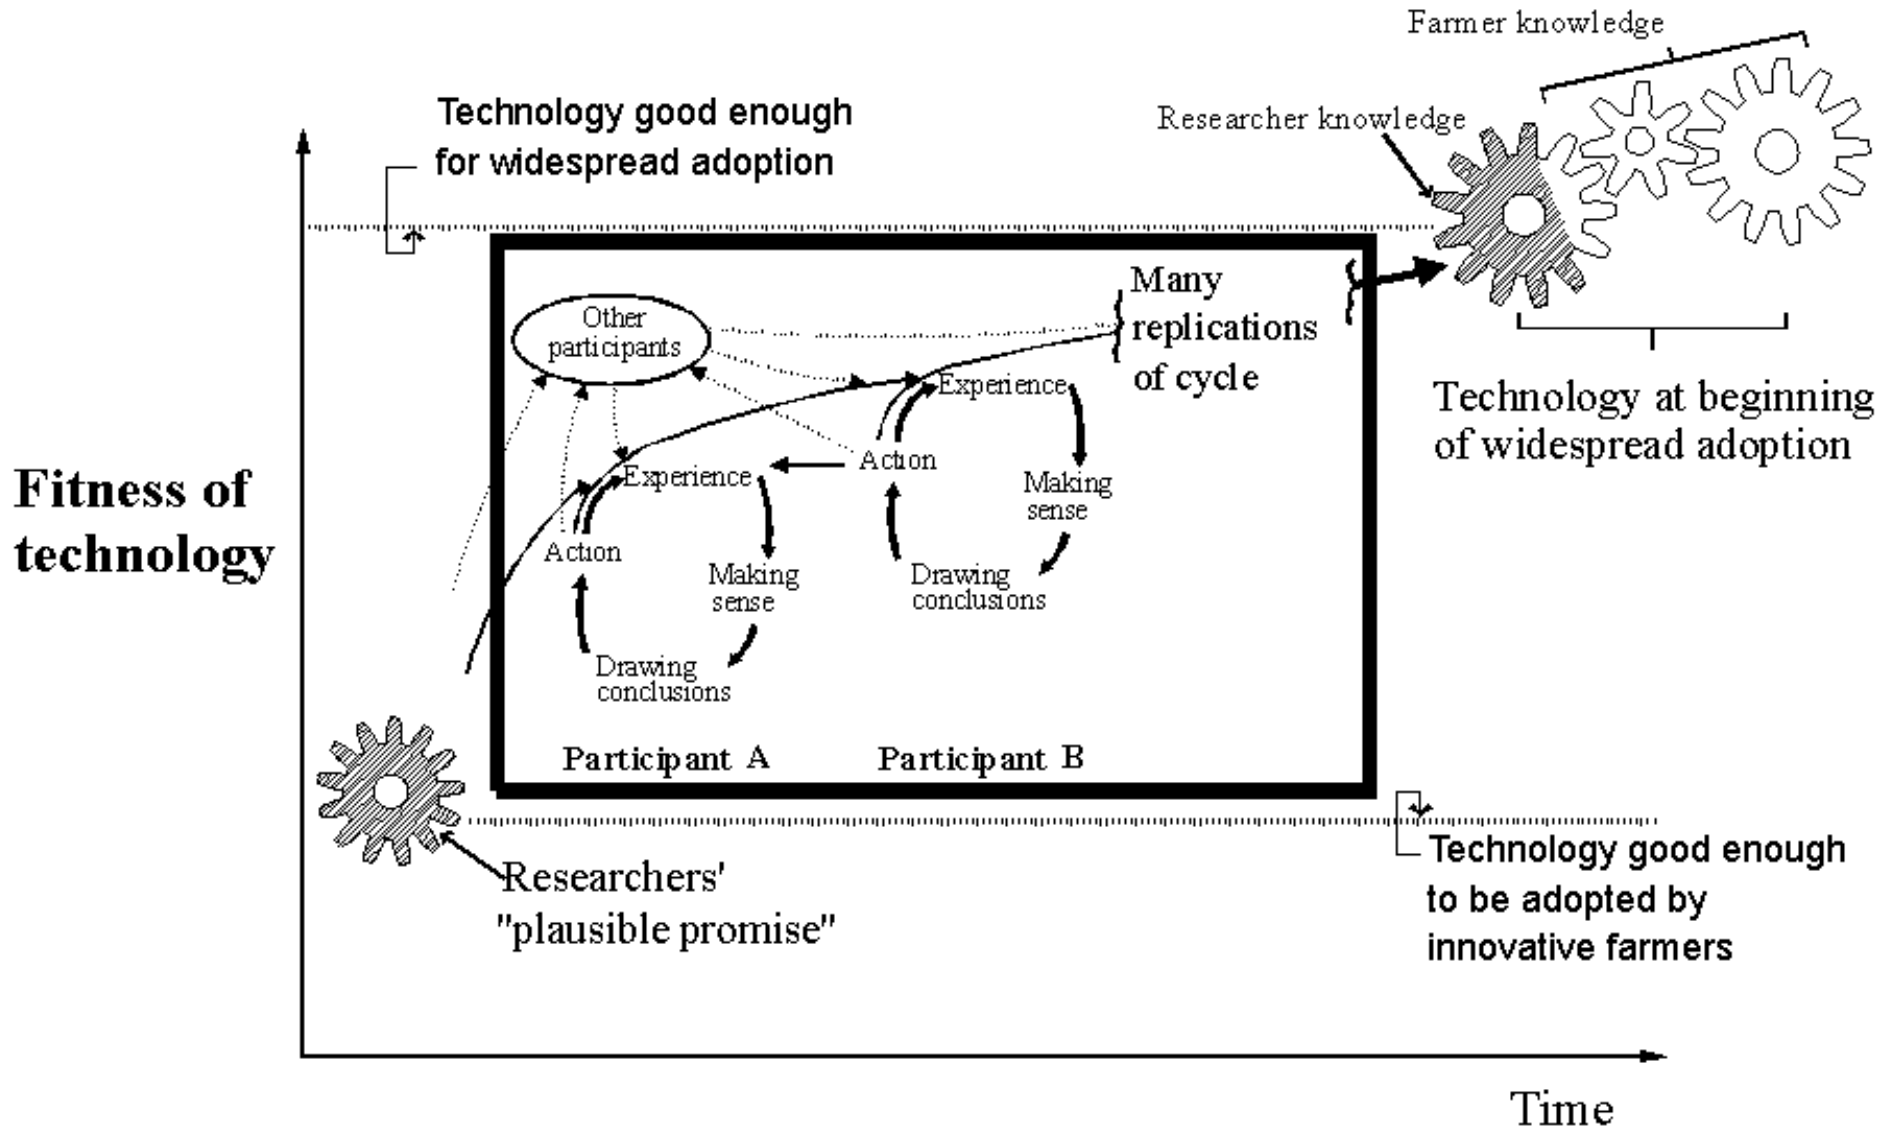 Farmer knowledge
Researcher knowledge
Technology good enough
for widespread adoption
Other
participants
Many
replications
of cycle
Experience
Action
Making
sense
Drawing
conclusions
Experience
Action
Making
sense
Drawing
conclusions
Participant A
Participant B
Technology at beginning
of widespread adoption
Fitness of
technology
Researchers'
"plausible promise"
Technology good enough
to be adopted by
innovative farmers
Time